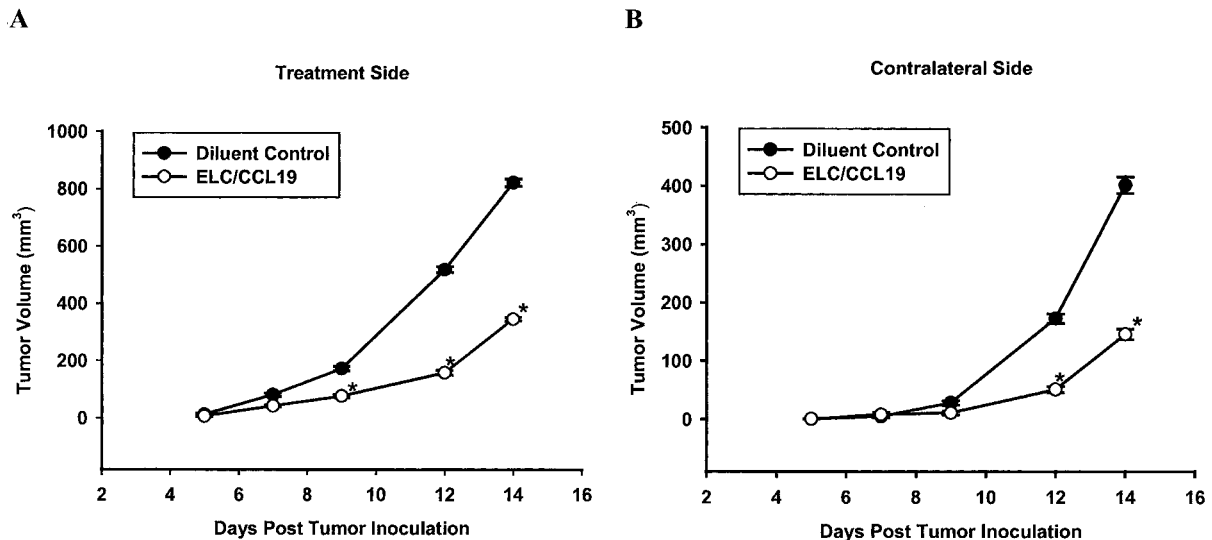 A
Treatment Side
Diluent Control
ELC/CCL19
1000
800
600
400
200
0
Tumor Volume (mm³)
*
*
*
2 4 6 8 10 12 14 16
Days Post Tumor Inoculation
B
Contralateral Side
Diluent Control
ELC/CCL19
500
400
300
200
100
50
0
Tumor Volume (mm³)
*
*
2 4 6 8 10 12 14 16
Days Post Tumor Inoculation